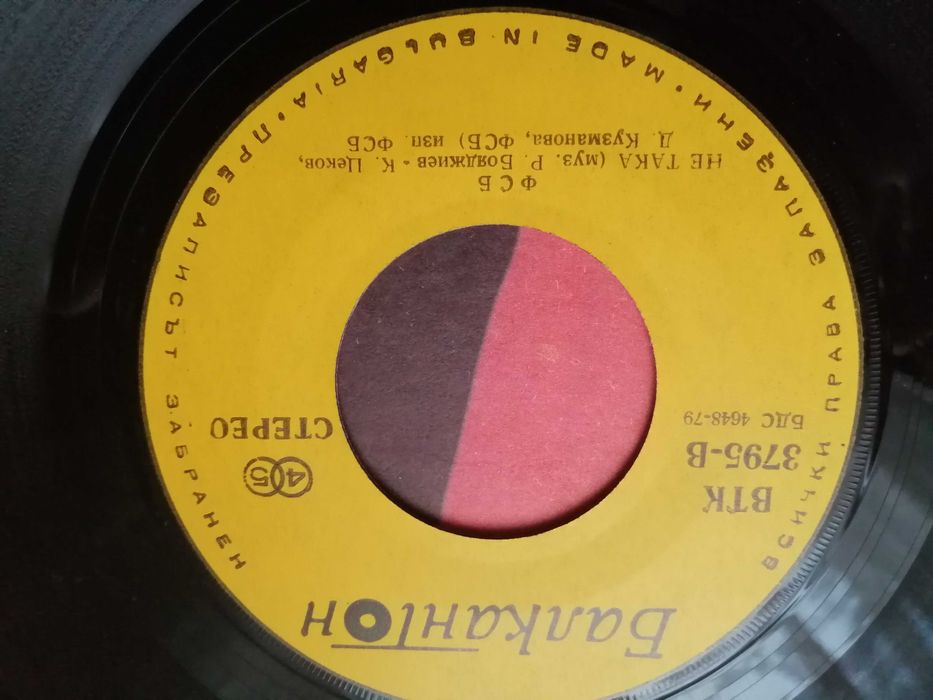 Балкантон
ВТК
3795-В
БДС 4648-79
45
СТЕРЕО
ФСБ
НЕ ТАКА (муз. Р. Бояджиев - К. Цеков,
Д. Кузманова, ФСБ) изп. ФСБ
ВСИЧКИ ПРАВА ЗАПАЗЕНИ · MADE IN BULGARIA · ПРЕЗАПИСЪТ ЗАБРАНЕН